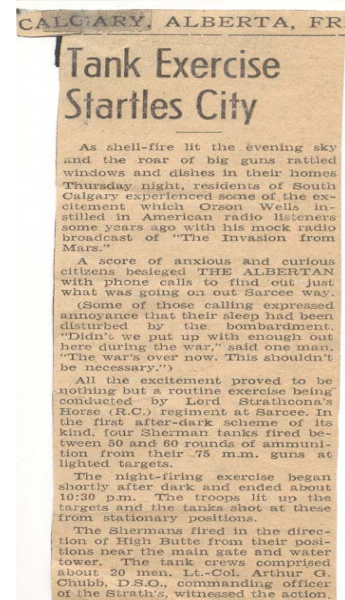 CALGARY, ALBERTA, FR
Tank Exercise
Startles City
As shell-fire lit the evening sky
and the roar of big guns rattled
windows and dishes in their homes
Thursday night, residents of South
Calgary experienced some of the ex-
citement which Orson Wells in-
stilled in American radio listeners
some years ago with his mock radio
broadcast of "The Invasion from
Mars."
A score of anxious and curious
citizens besieged THE ALBERTAN
with phone calls to find out just
what was going on out Sarcee way.
(Some of those calling expressed
annoyance that their sleep had been
disturbed by the bombardment.
"Didn't we put up with enough out
here during the war," said one man.
"The war's over now. This shouldn't
be necessary.")
All the excitement proved to be
nothing but a routine exercise being
conducted by Lord Strathcona's
Horse (R.C.) regiment at Sarcee. In
the first after-dark scheme of its
kind, four Sherman tanks fired be-
tween 50 and 60 rounds of ammuni-
tion from their 75 m.m. guns at
lighted targets.
The night-firing exercise began
shortly after dark and ended about
10:30 p.m. The troops lit up the
targets and the tanks shot at these
from stationary positions.
The Shermans fired in the direc-
tion of High Butte from their posi-
tions near the main gate and water
tower. The tank crews comprised
about 20 men. Lt.-Col. Arthur G.
Chubb, D.S.O., commanding officer
of the Strath's, witnessed the action.